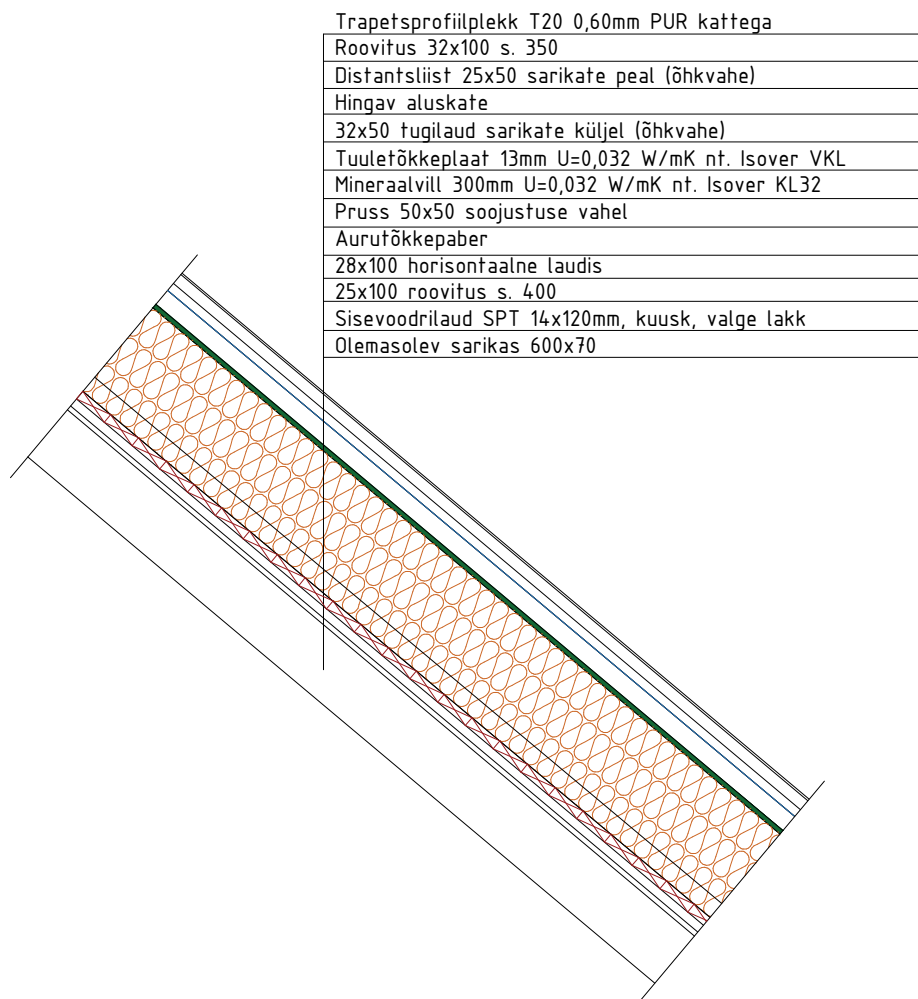 Trapetsprofiilplekk T20 0,60mm PUR kattega
Roovitus 32x100 s. 350
Distantsliist 25x50 sarikate peal (õhkvahe)
Hingav aluskate
32x50 tugilaud sarikate küljel (õhkvahe)
Tuuletõkkeplaat 13mm U=0,032 W/mK nt. Isover VKL
Mineraalvill 300mm U=0,032 W/mK nt. Isover KL32
Pruss 50x50 soojustuse vahel
Aurutõkkepaber
28x100 horisontaalne laudis
25x100 roovitus s. 400
Sisevoodrilaud SPT 14x120mm, kuusk, valge lakk
Olemasolev sarikas 600x70